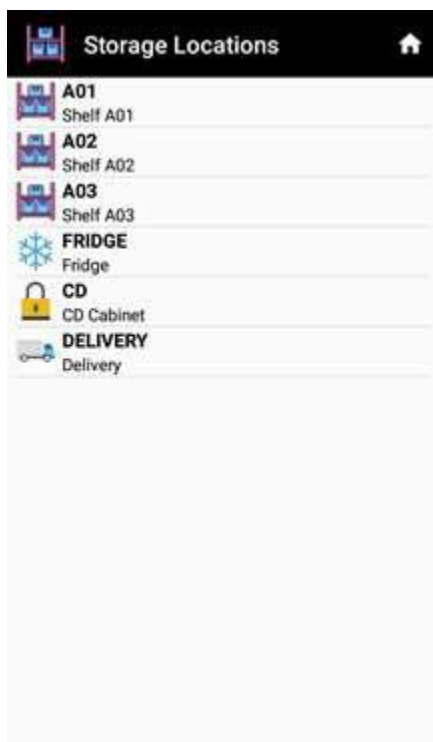 Storage Locations
A01
Shelf A01
A02
Shelf A02
A03
Shelf A03
FRIDGE
Fridge
CD
CD Cabinet
DELIVERY
Delivery